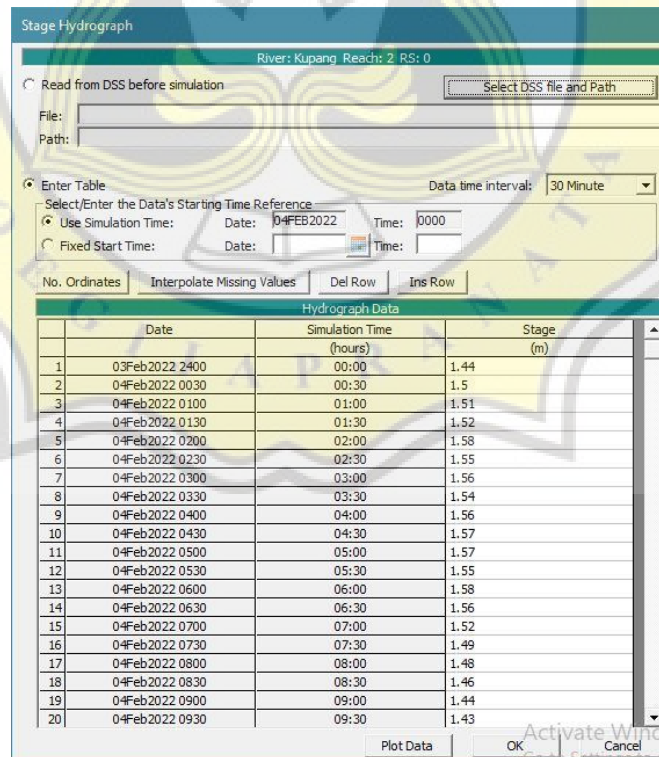 Stage Hydrograph
River: Kupang Reach: 2 RS: 0
Read from DSS before simulation Select DSS file and Path
File:
Path:
Enter Table Data time interval: 30 Minute
Select/Enter the Data's Starting Time Reference
Use Simulation Time: Date: 04FEB2022 Time: 0000
Fixed Start Time: Date: Time:
No. Ordinates Interpolate Missing Values Del Row Ins Row
Hydrograph Data
Date Simulation Time Stage
(hours) (m)
1 03Feb2022 2400 00:00 1.44
2 04Feb2022 0030 00:30 1.5
3 04Feb2022 0100 01:00 1.51
4 04Feb2022 0130 01:30 1.52
5 04Feb2022 0200 02:00 1.58
6 04Feb2022 0230 02:30 1.55
7 04Feb2022 0300 03:00 1.56
8 04Feb2022 0330 03:30 1.54
9 04Feb2022 0400 04:00 1.56
10 04Feb2022 0430 04:30 1.57
11 04Feb2022 0500 05:00 1.57
12 04Feb2022 0530 05:30 1.55
13 04Feb2022 0600 06:00 1.58
14 04Feb2022 0630 06:30 1.56
15 04Feb2022 0700 07:00 1.52
16 04Feb2022 0730 07:30 1.49
17 04Feb2022 0800 08:00 1.48
18 04Feb2022 0830 08:30 1.46
19 04Feb2022 0900 09:00 1.44
20 04Feb2022 0930 09:30 1.43
Activate Wind
Plot Data OK Cancel